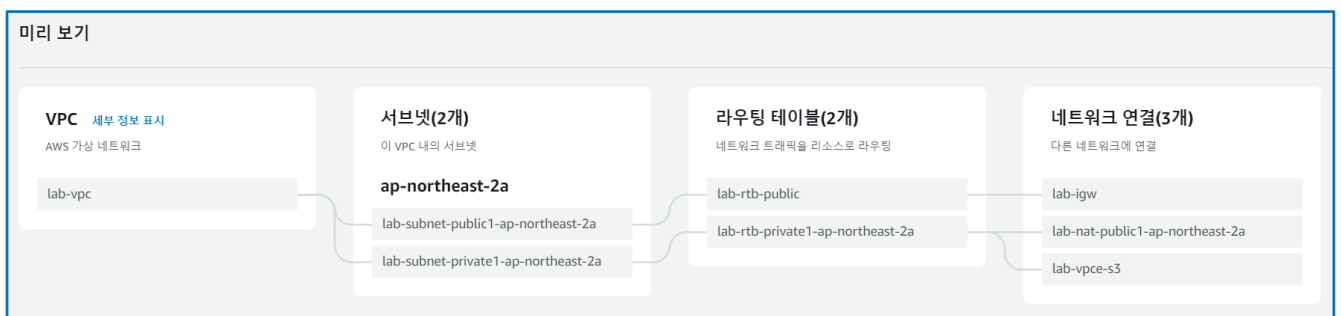 미리 보기
VPC 세부 정보 표시
AWS 가상 네트워크
lab-vpc
서브넷(2개)
이 VPC 내의 서브넷
ap-northeast-2a
lab-subnet-public1-ap-northeast-2a
lab-subnet-private1-ap-northeast-2a
라우팅 테이블(2개)
네트워크 트래픽을 리소스로 라우팅
lab-rtb-public
lab-rtb-private1-ap-northeast-2a
네트워크 연결(3개)
다른 네트워크에 연결
lab-igw
lab-nat-public1-ap-northeast-2a
lab-vpce-s3